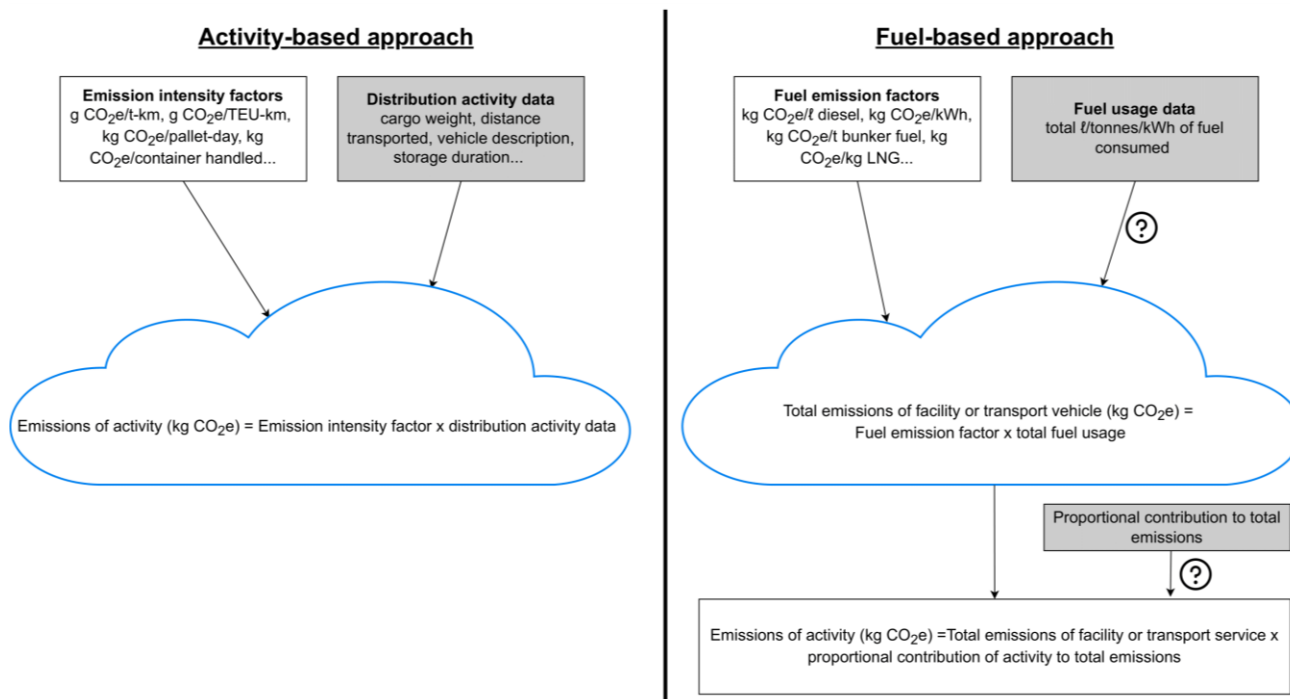 Activity-based approach
Emission intensity factors
g CO₂e/t-km, g CO₂e/TEU-km,
kg CO₂e/pallet-day, kg
CO₂e/container handled...
Distribution activity data
cargo weight, distance
transported, vehicle description,
storage duration...
Emissions of activity (kg CO₂e) = Emission intensity factor x distribution activity data
Fuel-based approach
Fuel emission factors
kg CO₂e/ℓ diesel, kg CO₂e/kWh,
kg CO₂e/t bunker fuel, kg
CO₂e/kg LNG...
Fuel usage data
total ℓ/tonnes/kWh of fuel
consumed
?
Total emissions of facility or transport vehicle (kg CO₂e) =
Fuel emission factor x total fuel usage
Proportional contribution to total
emissions
?
Emissions of activity (kg CO₂e) =Total emissions of facility or transport service x
proportional contribution of activity to total emissions